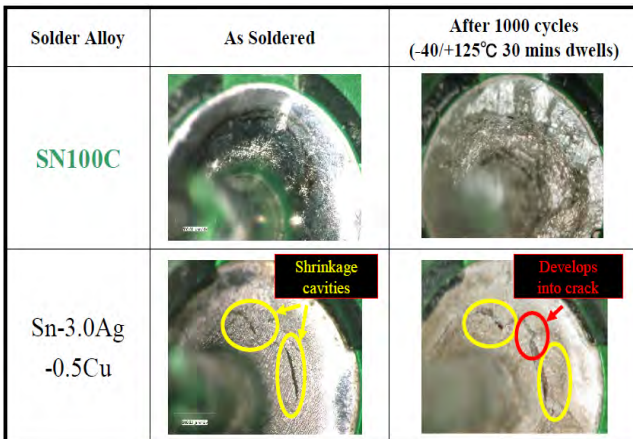 Solder Alloy
As Soldered
After 1000 cycles
(-40/+125℃ 30 mins dwells)
SN100C
Sn-3.0Ag
-0.5Cu
Shrinkage
cavities
Develops
into crack